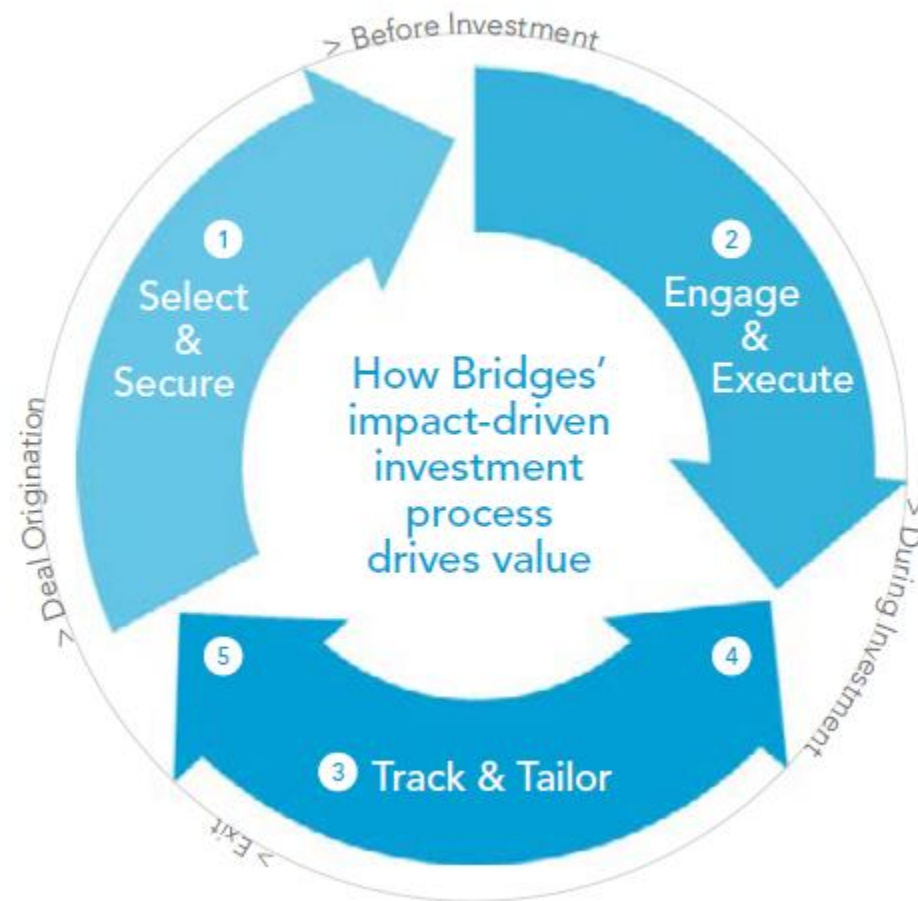 > Before Investment
1
Select
&
Secure
2
Engage
&
Execute
How Bridges’
impact-driven
investment
process
drives value
> Deal Origination
> During Investment
5
4
3 Track & Tailor
> Exit